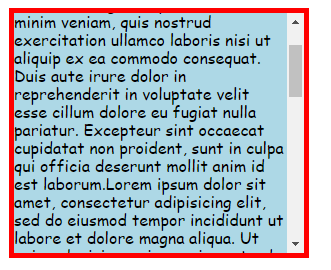 minim veniam, quis nostrud
exercitation ullamco laboris nisi ut
aliquip ex ea commodo consequat.
Duis aute irure dolor in
reprehenderit in voluptate velit
esse cillum dolore eu fugiat nulla
pariatur. Excepteur sint occaecat
cupidatat non proident, sunt in culpa
qui officia deserunt mollit anim id
est laborum.Lorem ipsum dolor sit
amet, consectetur adipisicing elit,
sed do eiusmod tempor incididunt ut
labore et dolore magna aliqua. Ut